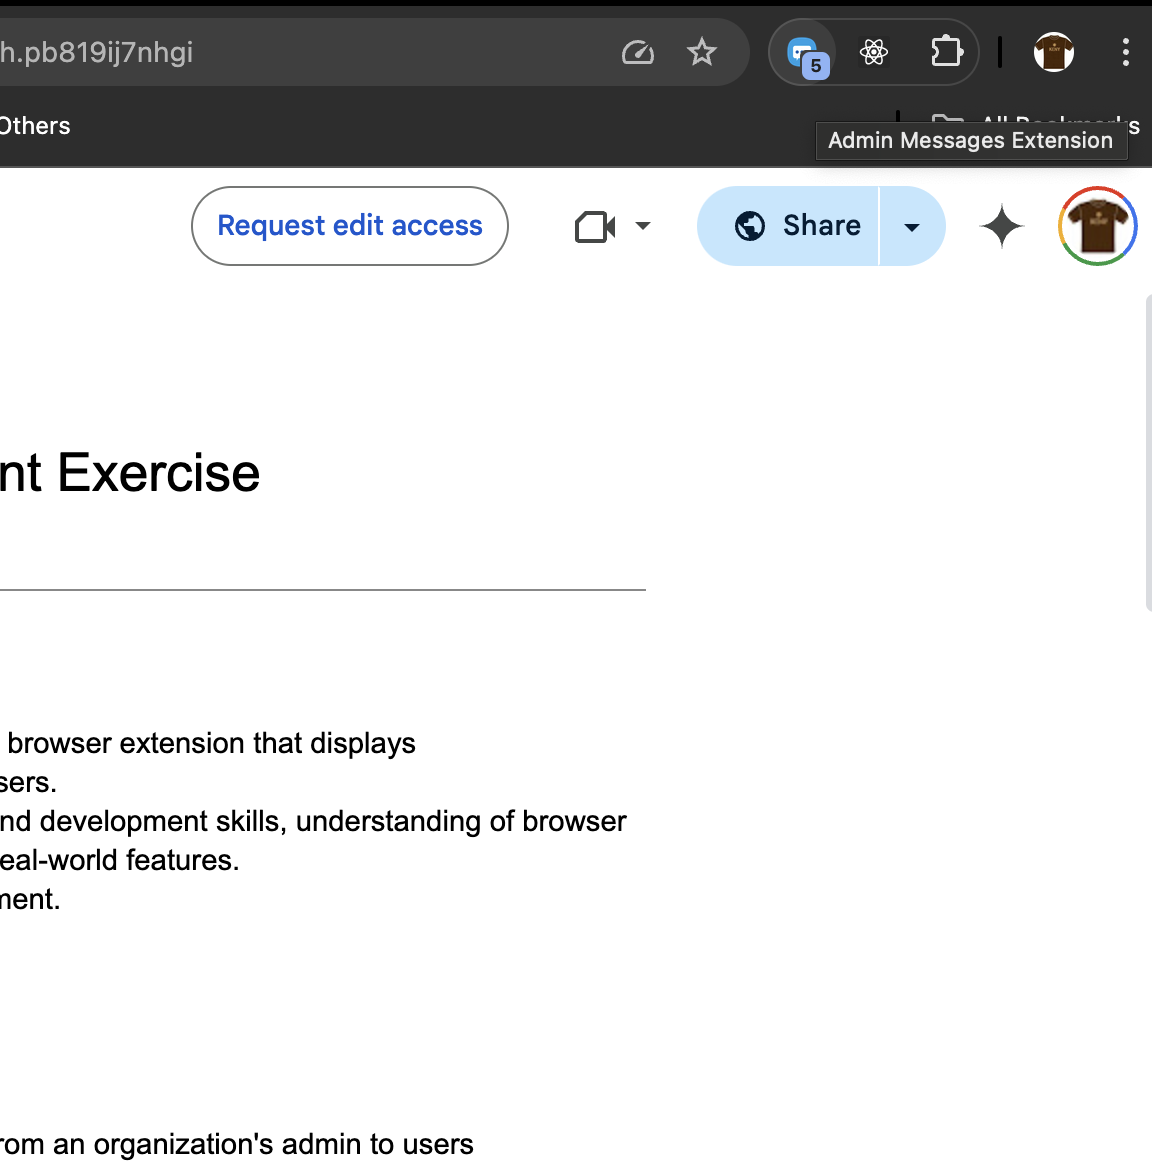 h.pb819ij7nhgi
5
Others
Admin Messages Extension
Request edit access
Share
nt Exercise
browser extension that displays
sers.
nd development skills, understanding of browser
eal-world features.
ment.
rom an organization's admin to users